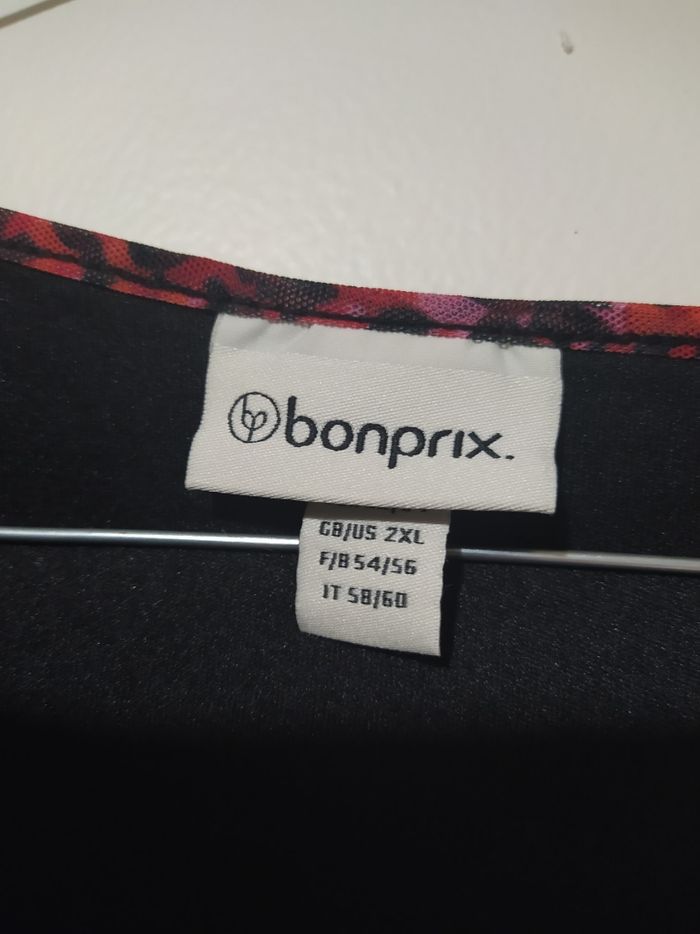 bonprix.
GB/US 2XL
F/B 54/56
IT 58/60